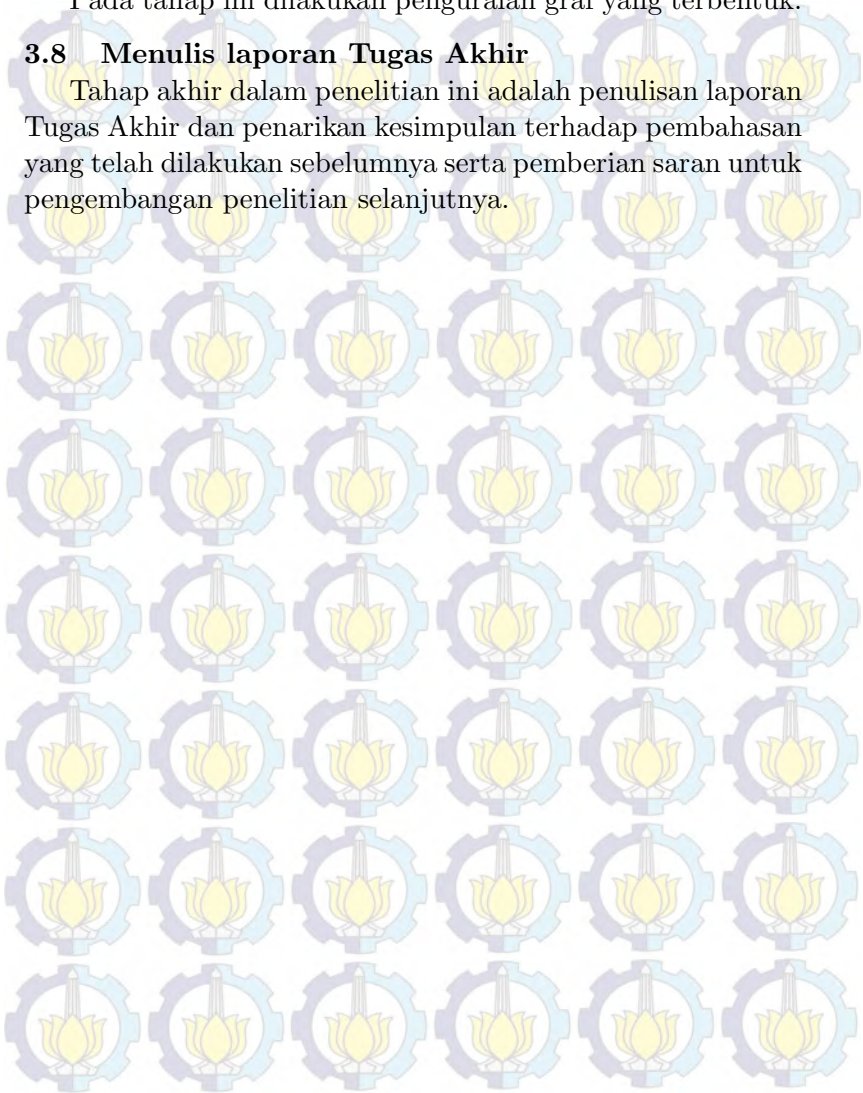 Pada tahap ini dilakukan penguraian graf yang terbentuk.
3.8 Menulis laporan Tugas Akhir
Tahap akhir dalam penelitian ini adalah penulisan laporan
Tugas Akhir dan penarikan kesimpulan terhadap pembahasan
yang telah dilakukan sebelumnya serta pemberian saran untuk
pengembangan penelitian selanjutnya.